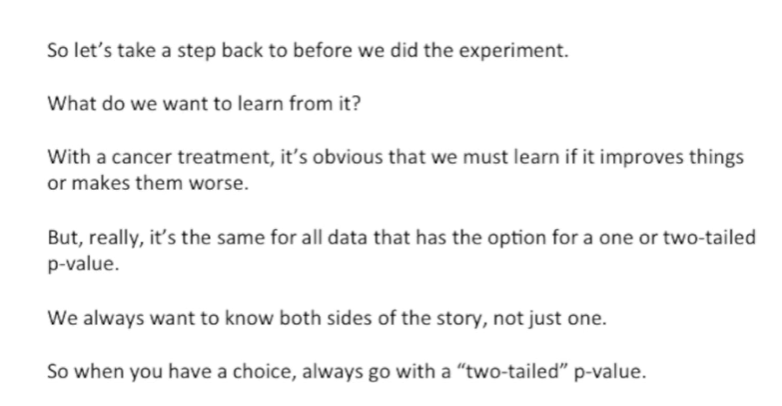 So let’s take a step back to before we did the experiment.
What do we want to learn from it?
With a cancer treatment, it’s obvious that we must learn if it improves things
or makes them worse.
But, really, it’s the same for all data that has the option for a one or two-tailed
p-value.
We always want to know both sides of the story, not just one.
So when you have a choice, always go with a “two-tailed” p-value.